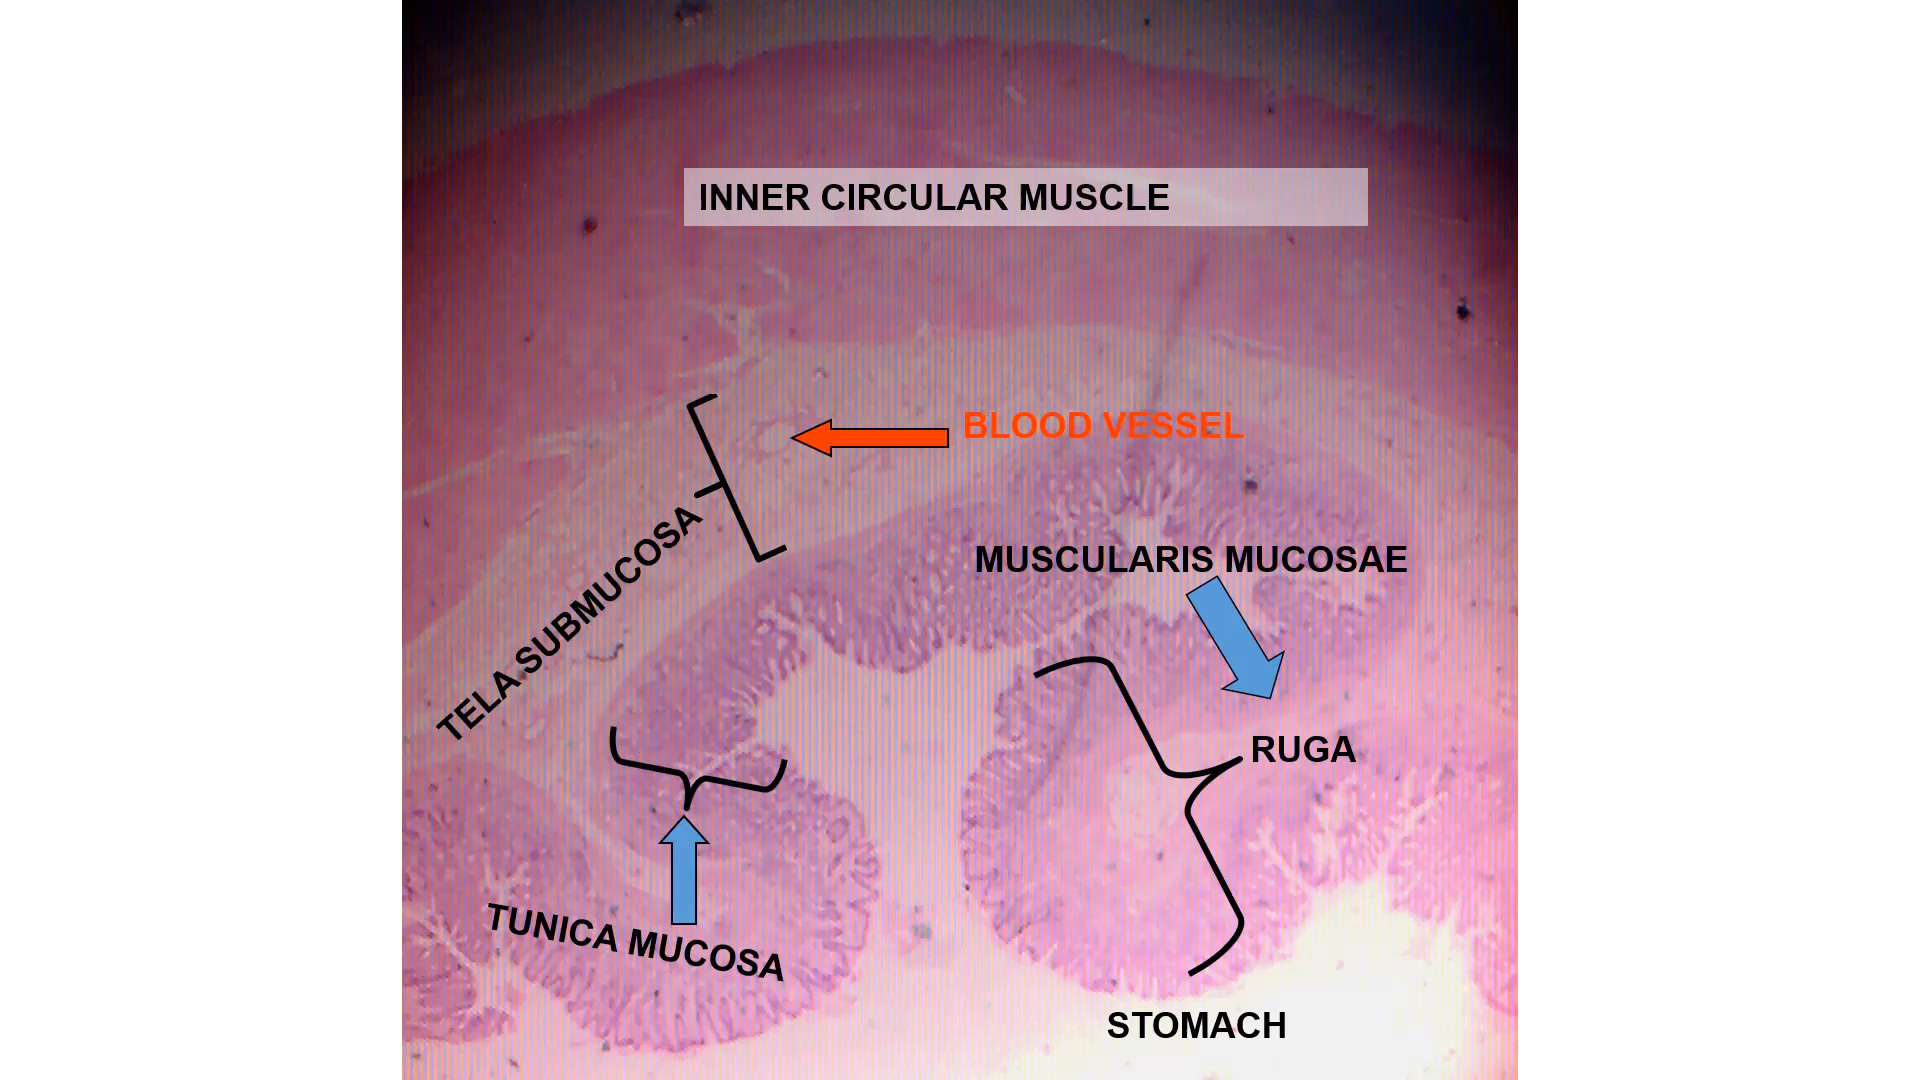 INNER CIRCULAR MUSCLE
BLOOD VESSEL
TELA SUBMUCOSA
MUSCULARIS MUCOSAE
RUGA
TUNICA MUCOSA
STOMACH